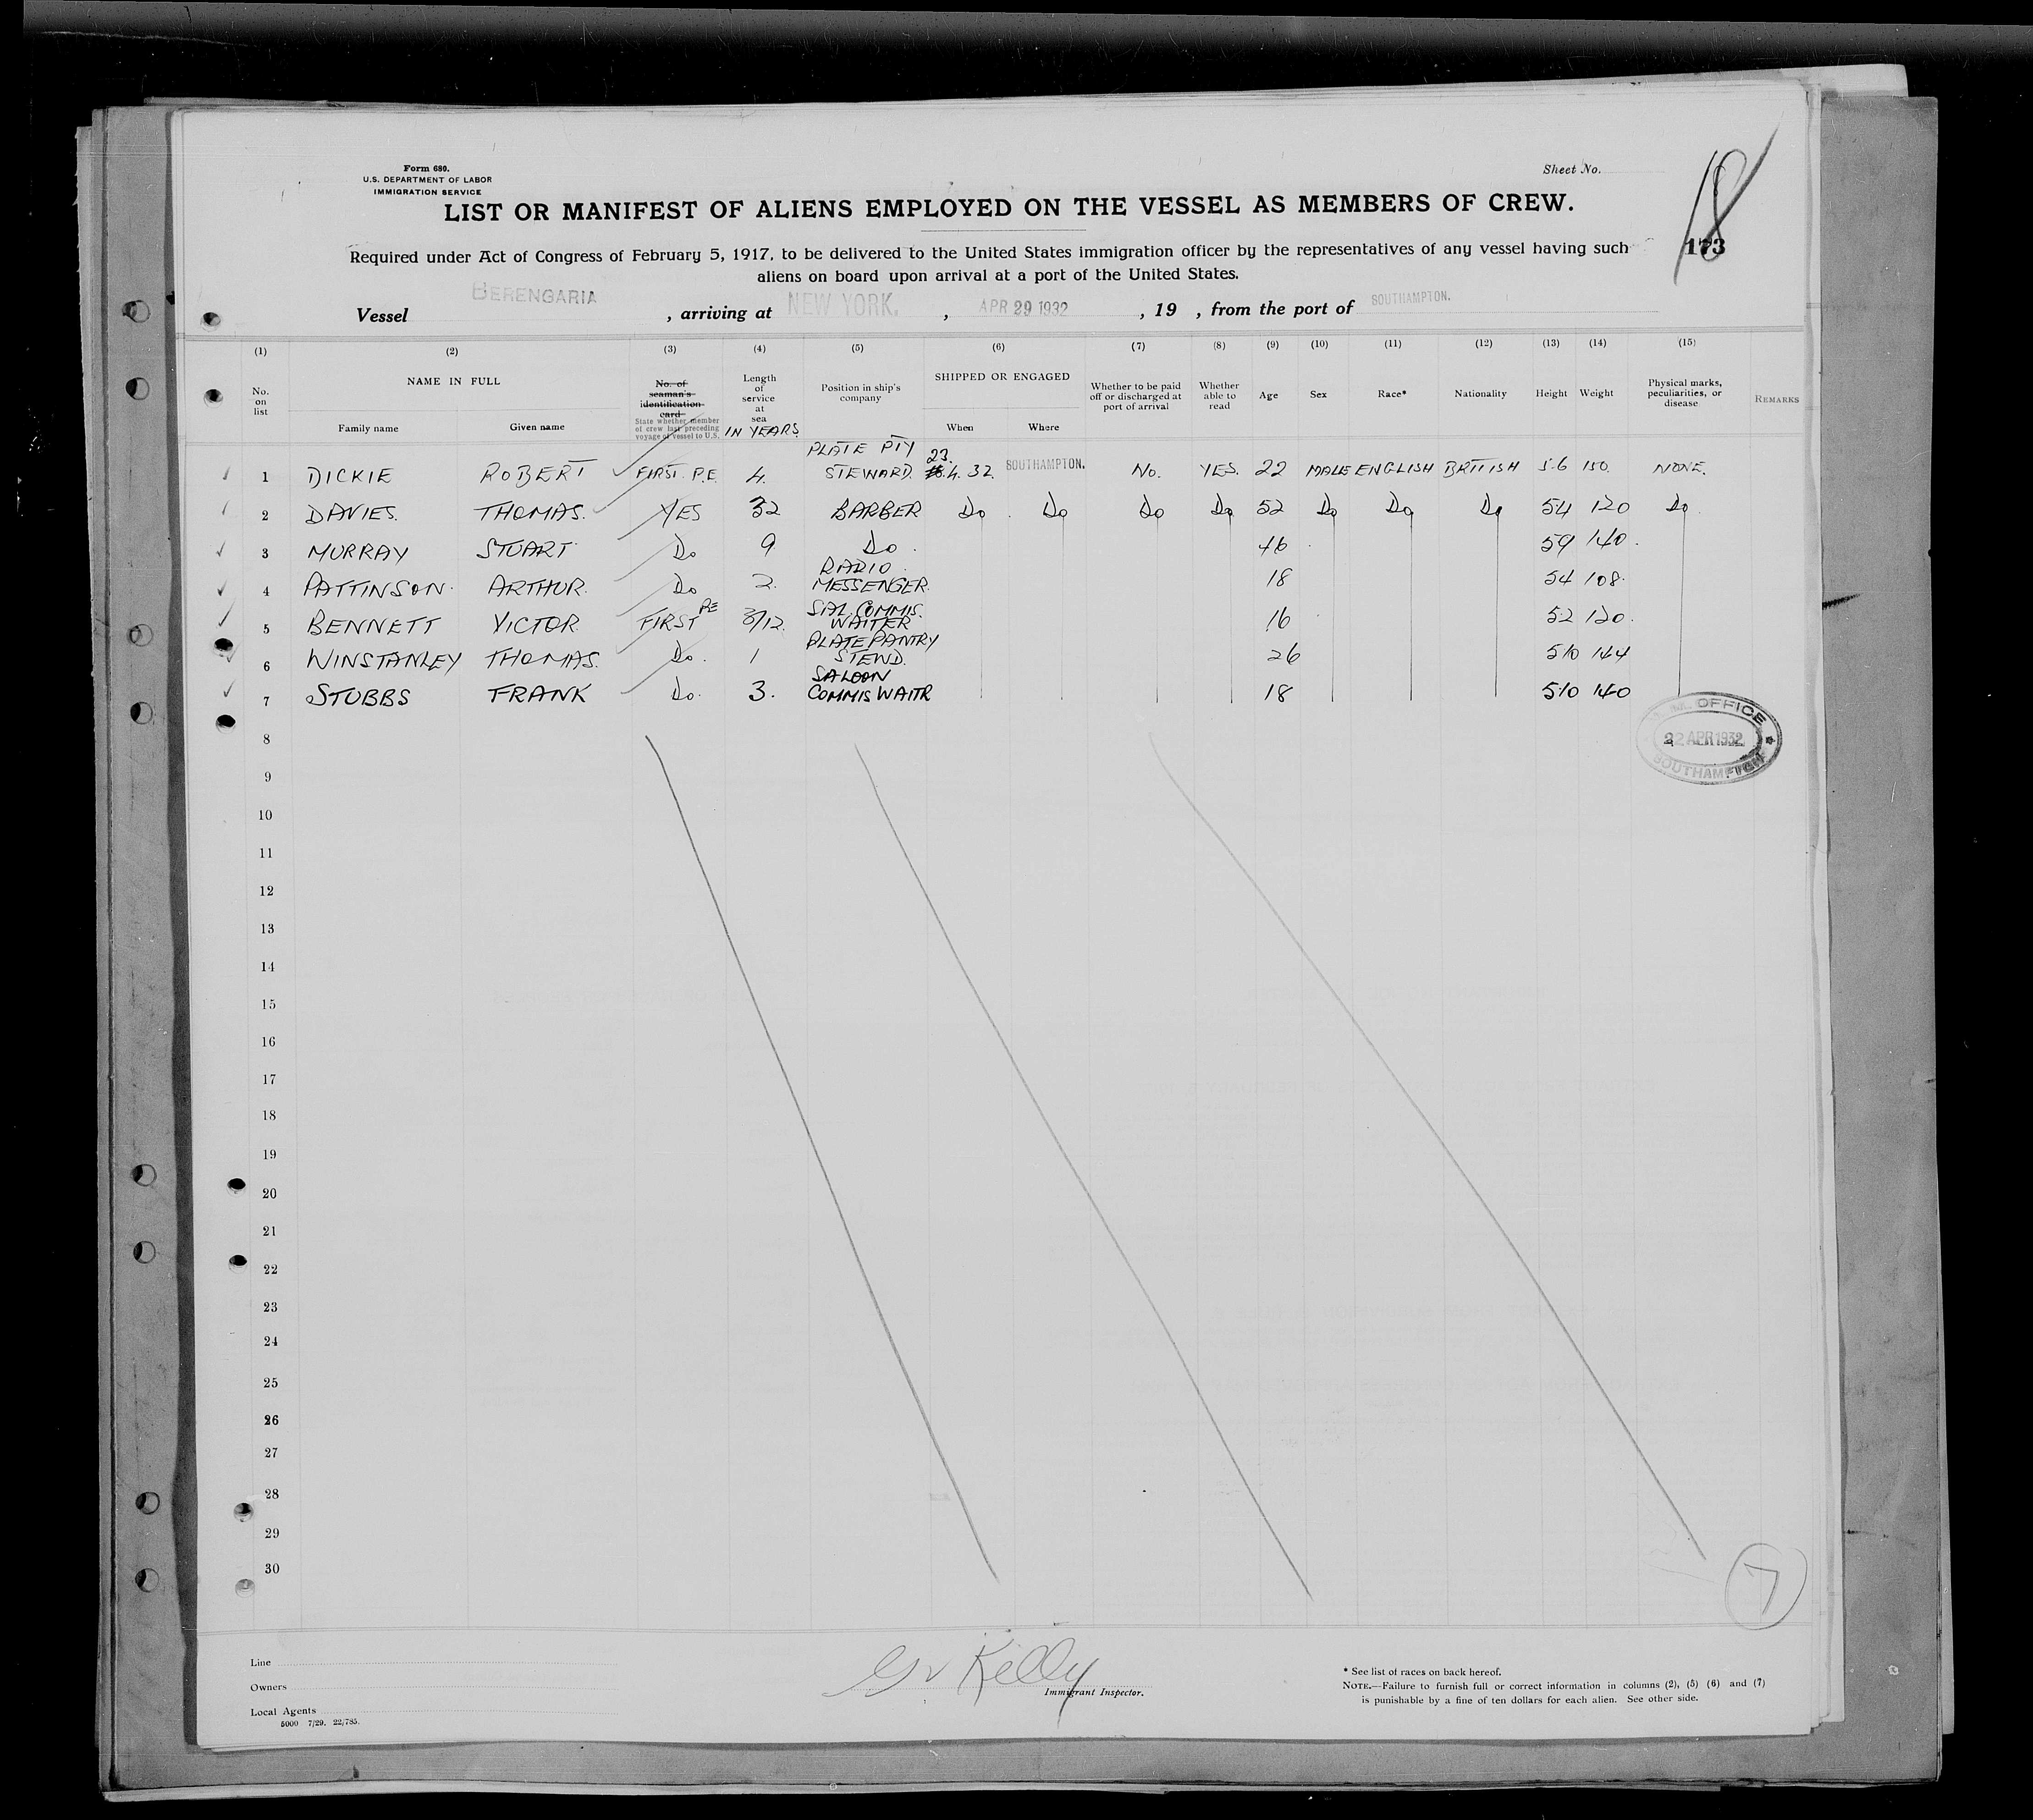 Form 680.
U.S. DEPARTMENT OF LABOR
IMMIGRATION SERVICE
Sheet No.
18
LIST OR MANIFEST OF ALIENS EMPLOYED ON THE VESSEL AS MEMBERS OF CREW.
173
Required under Act of Congress of February 5, 1917, to be delivered to the United States immigration officer by the representatives of any vessel having such
aliens on board upon arrival at a port of the United States.
Vessel BERENGARIA, arriving at NEW YORK., APR 29 1932, 19 , from the port of SOUTHAMPTON.
(1) (2) (3) (4) (5) (6) (7) (8) (9) (10) (11) (12) (13) (14) (15)
No. on list
NAME IN FULL
Family name Given name
No. of seaman's identification card
State whether member of crew last preceding voyage of vessel to U.S.
Length of service at sea IN YEARS
Position in ship's company
SHIPPED OR ENGAGED
When Where
Whether to be paid off or discharged at port of arrival
Whether able to read
Age Sex Race* Nationality Height Weight
Physical marks, peculiarities, or disease
REMARKS
1 DICKIE ROBERT FIRST P.E. 4. PLATE PTY STEWARD. 23. 4. 32. SOUTHAMPTON. No. YES. 22 MALE ENGLISH BRITISH 5.6 150. NONE.
2 DAVIES. THOMAS. YES 32 BARBER Do. Do Do Do 52 Do Do Do 54 120 Do.
3 MURRAY STUART Do 9 Do. 46 59 140.
4 PATTINSON. ARTHUR. Do 2. RADIO MESSENGER. 18 54 108.
5 BENNETT VICTOR FIRST PE 3/12. SAL. COMMIS. WAITER 16 52 120.
6 WINSTANLEY THOMAS. Do. 1 PLATE PANTRY STEWD. 26 510 144
7 STUBBS FRANK Do. 3. SALOON COMMIS WAITR 18 510 140
OFFICE
22 APR 1932
SOUTHAMPTON
8
9
10
11
12
13
14
15
16
17
18
19
20
21
22
23
24
25
26
27
28
29
30
7
Line
Owners
Local Agents
5000 7/29. 22/785.
Kelly
Immigrant Inspector.
* See list of races on back hereof.
NOTE.—Failure to furnish full or correct information in columns (2), (5) (6) and (7)
is punishable by a fine of ten dollars for each alien. See other side.